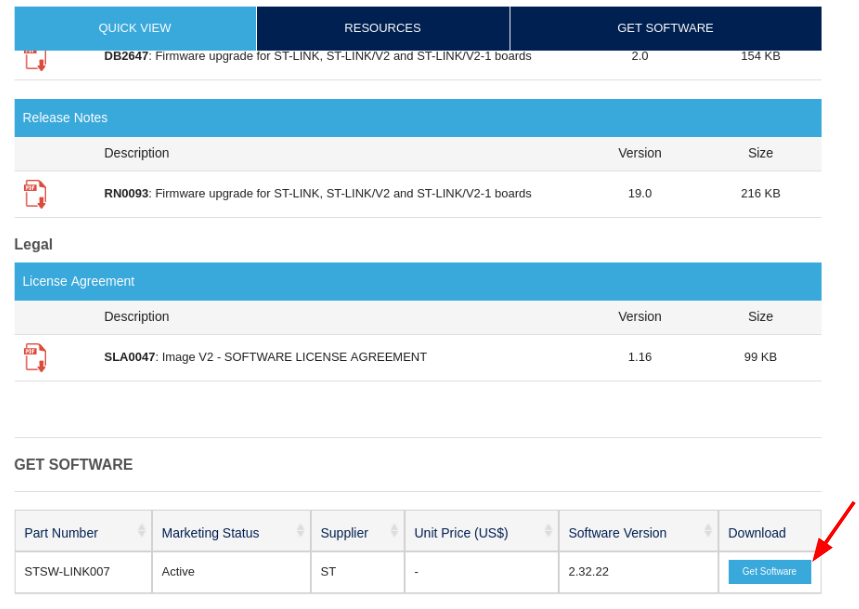 QUICK VIEW RESOURCES GET SOFTWARE
DB2647: Firmware upgrade for ST-LINK, ST-LINK/V2 and ST-LINK/V2-1 boards 2.0 154 KB
Release Notes
Description Version Size
PDF RN0093: Firmware upgrade for ST-LINK, ST-LINK/V2 and ST-LINK/V2-1 boards 19.0 216 KB
Legal
License Agreement
Description Version Size
PDF SLA0047: Image V2 - SOFTWARE LICENSE AGREEMENT 1.16 99 KB
GET SOFTWARE
Part Number Marketing Status Supplier Unit Price (US$) Software Version Download
STSW-LINK007 Active ST - 2.32.22 Get Software